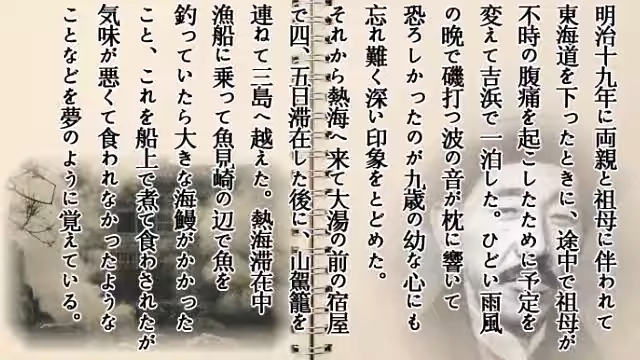 明治十九年に両親と祖母に伴われて
東海道を下ったときに、途中で祖母が
不時の腹痛を起こしたために予定を
変えて吉浜で一泊した。ひどい雨風
の晩で磯打つ波の音が枕に響いて
恐ろしかったのが九歳の幼な心にも
忘れ難く深い印象をとどめた。
それから熱海へ来て大湯の前の宿屋
で四、五日滞在した後に、山駕籠を
連ねて三島へ越えた。熱海滞在中
漁船に乗って魚見崎の辺で魚を
釣っていたら大きな海鰻がかかった
こと、これを船上で煮て食わされたが
気味が悪くて食われなかったような
ことなどを夢のように覚えている。